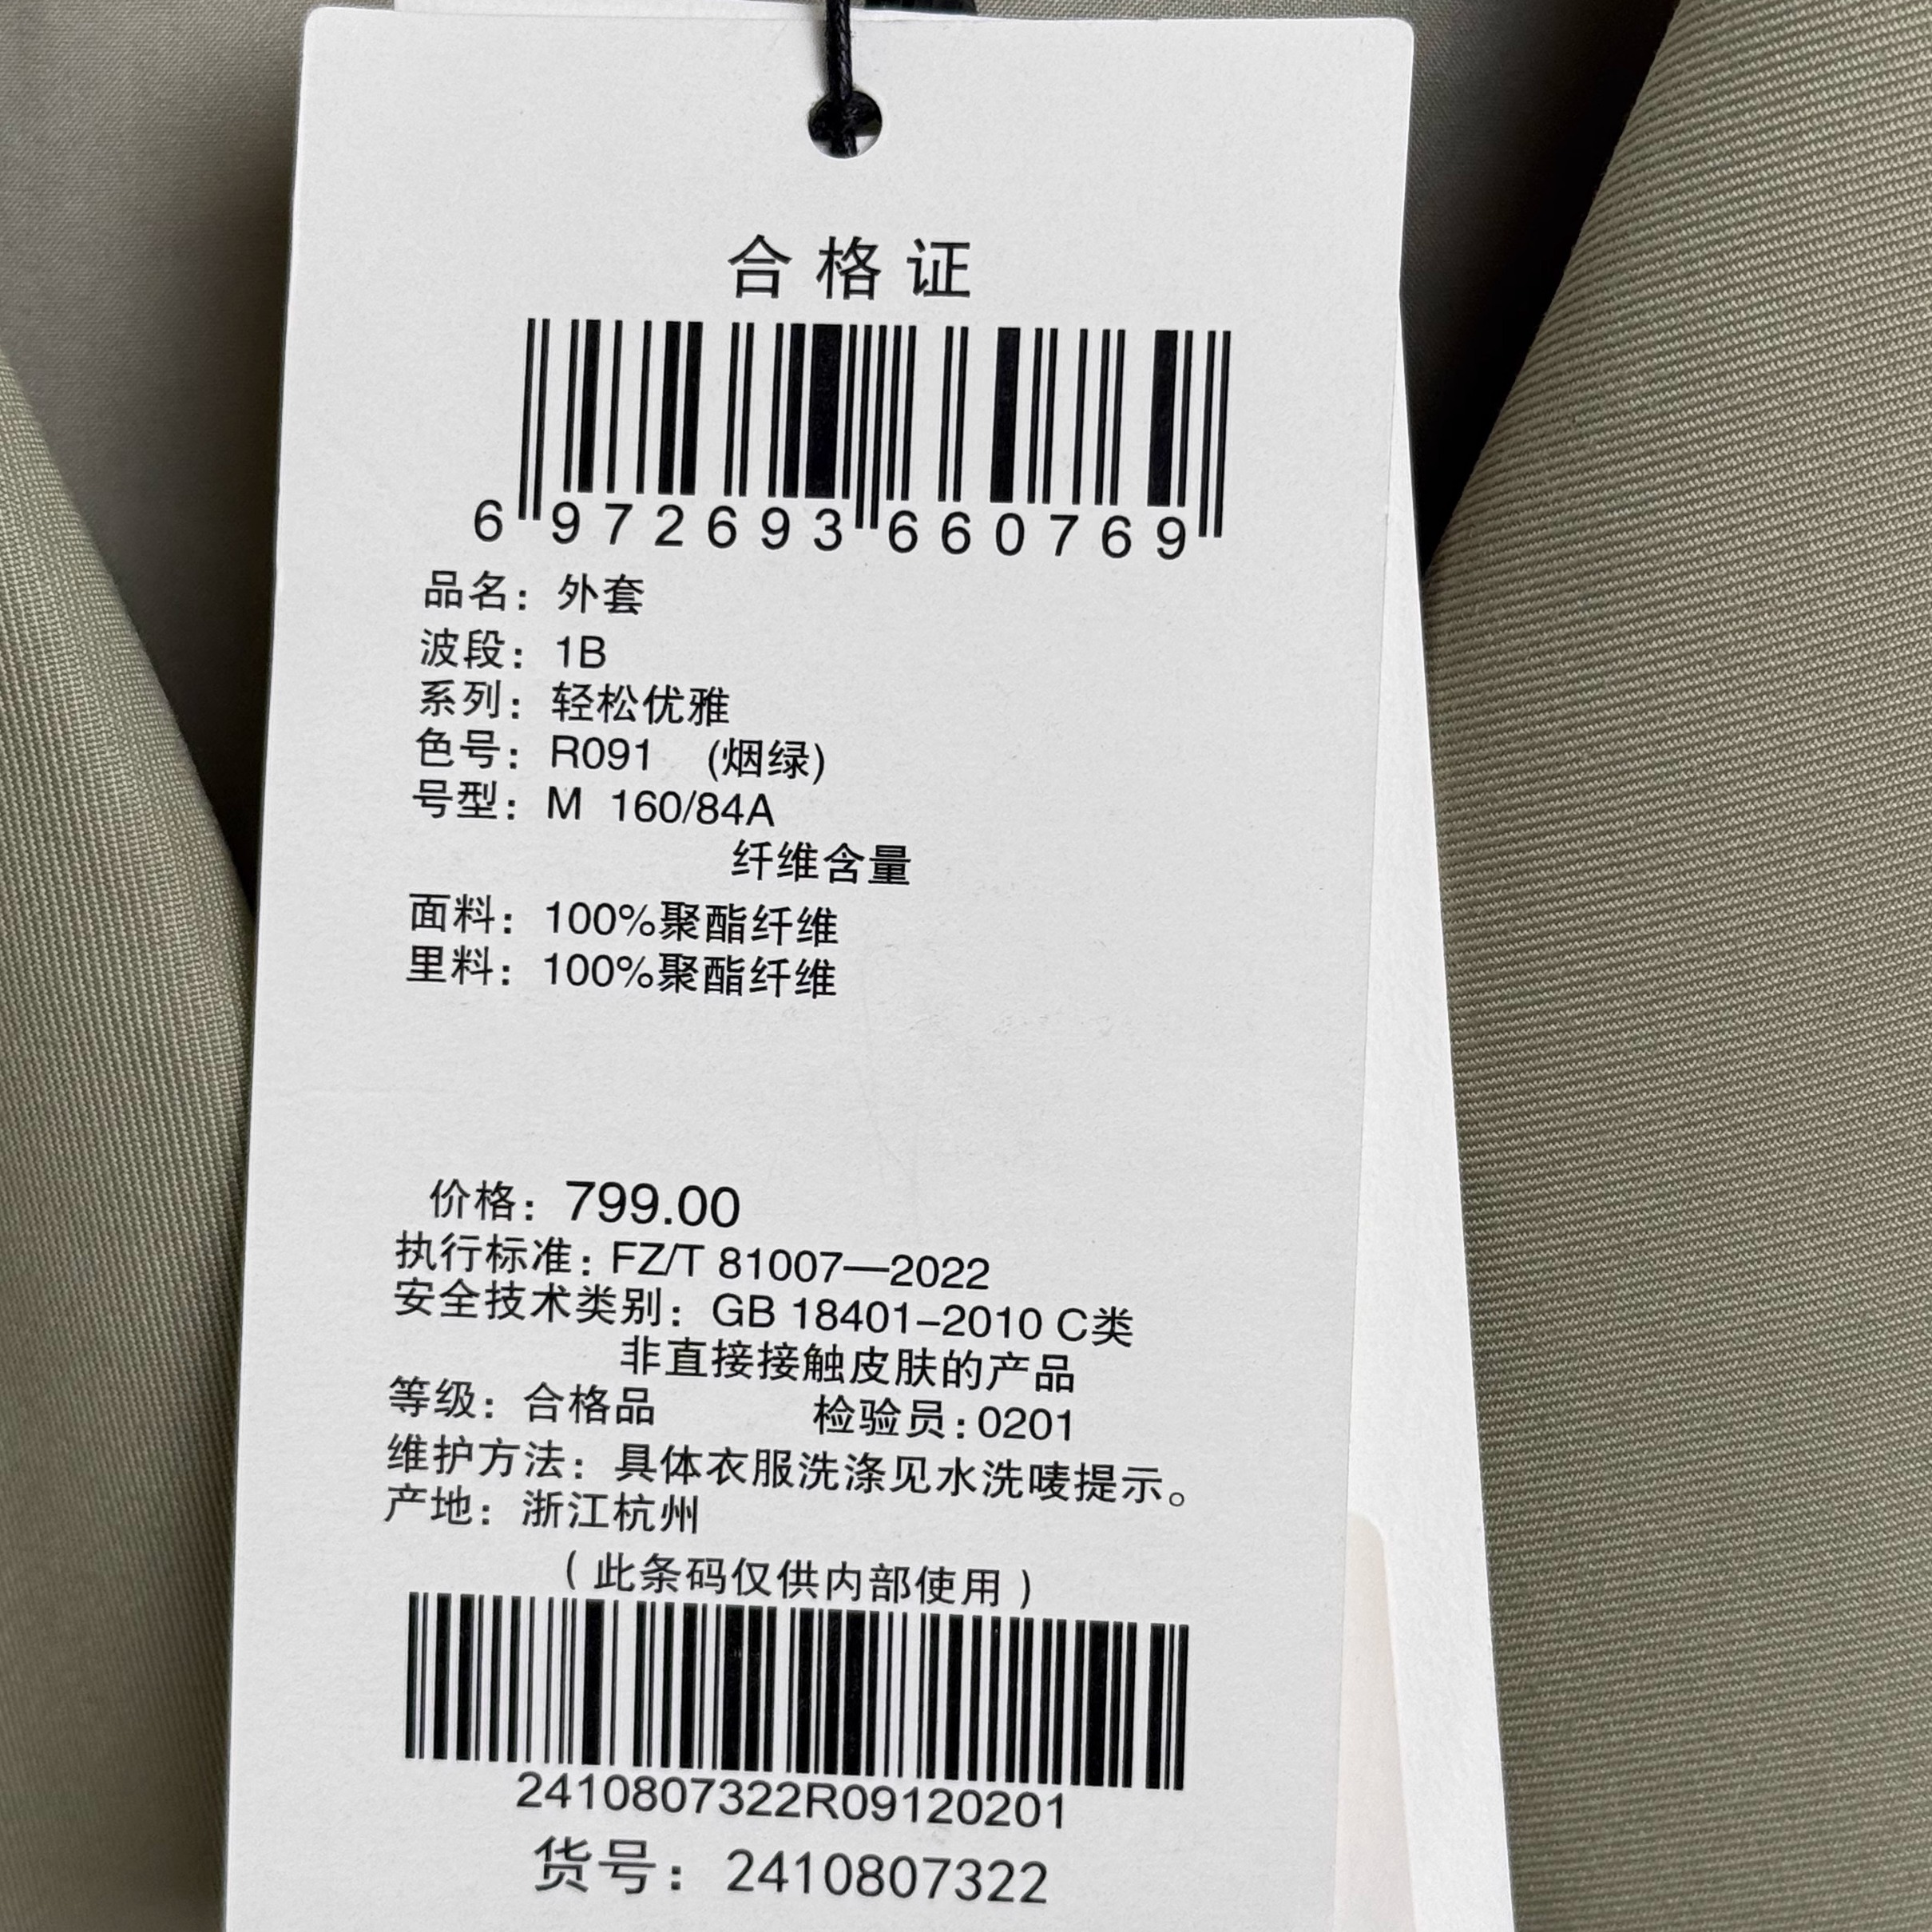 合格证
6 972693 660769
品名：外套
波段：1B
系列：轻松优雅
色号：R091 (烟绿)
号型：M 160/84A
纤维含量
面料：100%聚酯纤维
里料：100%聚酯纤维
价格：799.00
执行标准：FZ/T 81007—2022
安全技术类别：GB 18401-2010 C类
非直接接触皮肤的产品
等级：合格品 检验员:0201
维护方法：具体衣服洗涤见水洗唛提示。
产地：浙江杭州
（此条码仅供内部使用）
2410807322R09120201
货号：2410807322